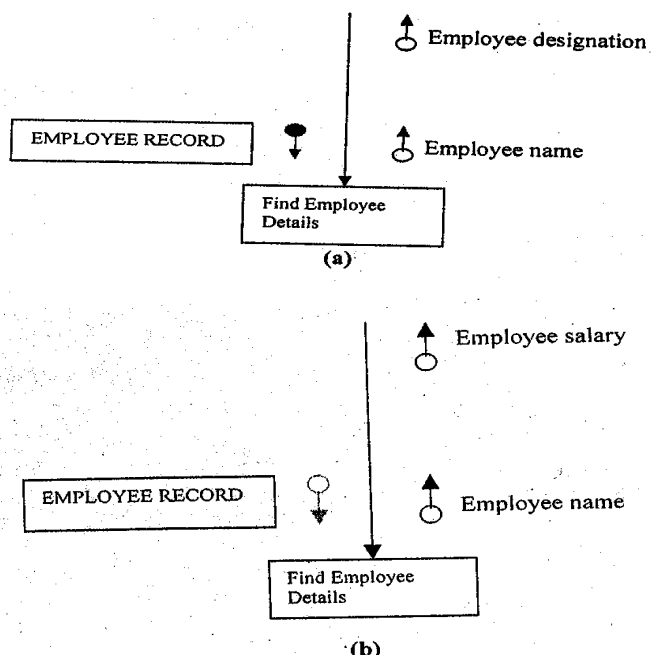 Employee designation
EMPLOYEE RECORD
Employee name
Find Employee
Details
(a)
Employee salary
EMPLOYEE RECORD
Employee name
Find Employee
Details
(b)